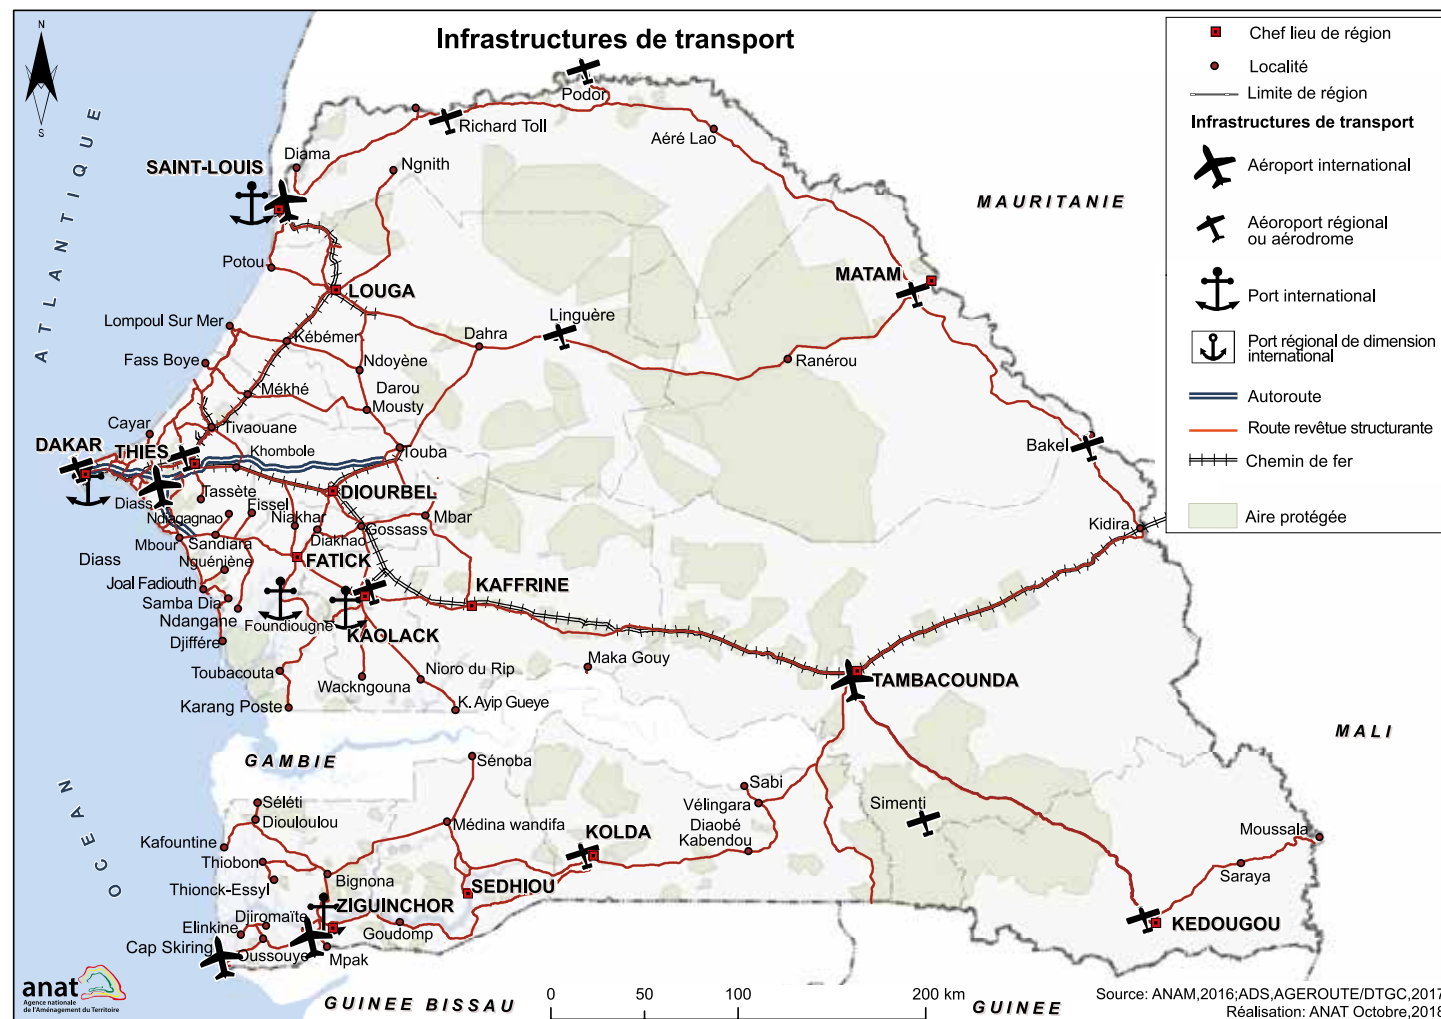 Infrastructures de transport
N
S
Chef lieu de région
Localité
Limite de région
Infrastructures de transport
Aéroport international
Aéoroport régional
ou aérodrome
Port international
Port régional de dimension
international
Autoroute
Route revêtue structurante
Chemin de fer
Aire protégée
OCEAN
ATLANTIQUE
MAURITANIE
MALI
GAMBIE
GUINEE BISSAU
GUINEE
Podor
Richard Toll
Aéré Lao
Diama
Ngnith
SAINT-LOUIS
Potou
LOUGA
MATAM
Lompoul Sur Mer
Kébémer
Dahra
Linguère
Ranérou
Fass Boye
Ndoyène
Mékhé
Darou
Mousty
Cayar
Tivaouane
Khombole
Touba
Bakel
DAKAR
THIES
DIOURBEL
Diass
Tassète
Fissel
Ndiagagnao
Niakhar
Mbar
Gossass
Diakhao
Mbour
Sandiara
Kidira
Diass
Nguéniène
FATICK
Joal Fadiouth
Samba Dia
KAFFRINE
Ndangane
Foundiougne
KAOLACK
Djiffére
Toubacouta
Wackngouna
Nioro du Rip
Maka Gouy
TAMBACOUNDA
Karang Poste
K. Ayip Gueye
Sénoba
Sabi
Séléti
Vélingara
Simenti
Diouloulou
Médina wandifa
Diaobé
Kabendou
Kafountine
KOLDA
Moussala
Thiobon
Saraya
Thionck-Essyl
Bignona
SEDHIOU
ZIGUINCHOR
Djiromaïte
Elinkine
Goudomp
KEDOUGOU
Cap Skiring
Oussouye
Mpak
anat
Agence nationale
de l'Aménagement du Territoire
0 50 100 200 km
Source: ANAM,2016;ADS,AGEROUTE/DTGC,2017
Réalisation: ANAT Octobre,2018